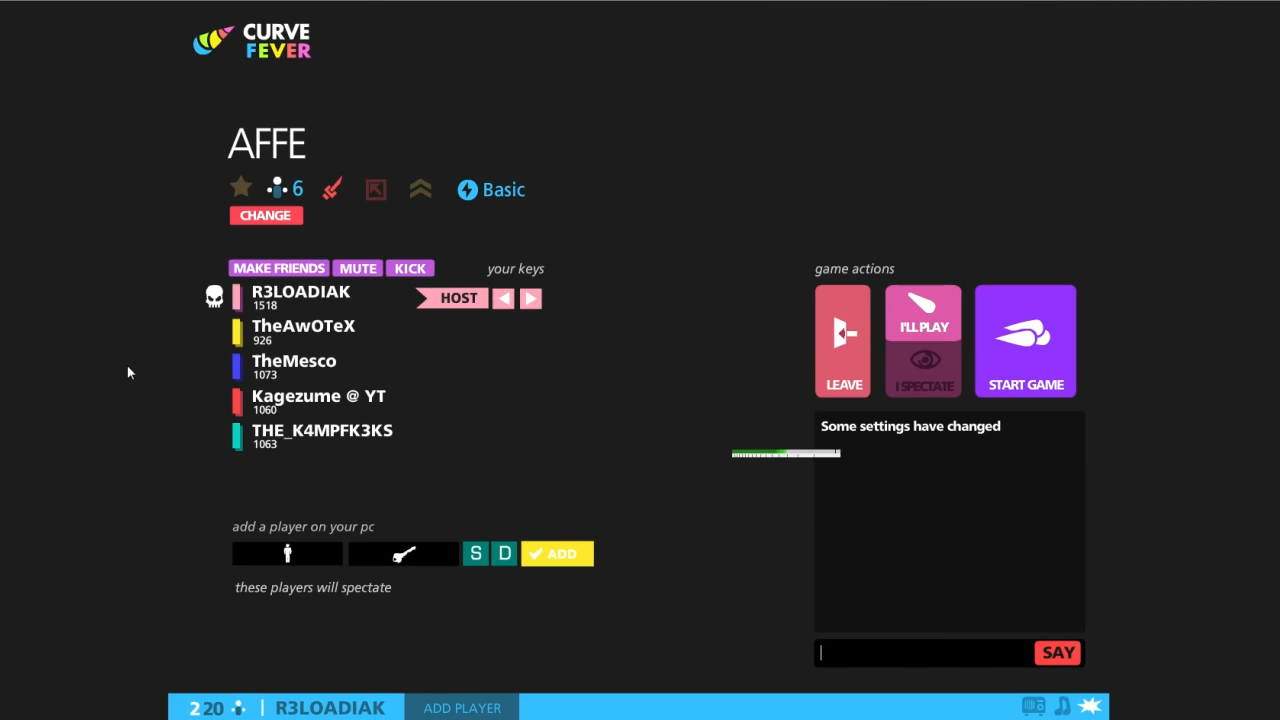 CURVE
FEVER
AFFE
6
Basic
CHANGE
MAKE FRIENDS MUTE KICK your keys
R3LOADIAK
1518
HOST
TheAwOTeX
926
TheMesco
1073
Kagezume @ YT
1060
THE_K4MPFK3KS
1063
add a player on your pc
S D ADD
these players will spectate
game actions
LEAVE
I'LL PLAY
I SPECTATE
START GAME
Some settings have changed
SAY
2 20 | R3LOADIAK ADD PLAYER